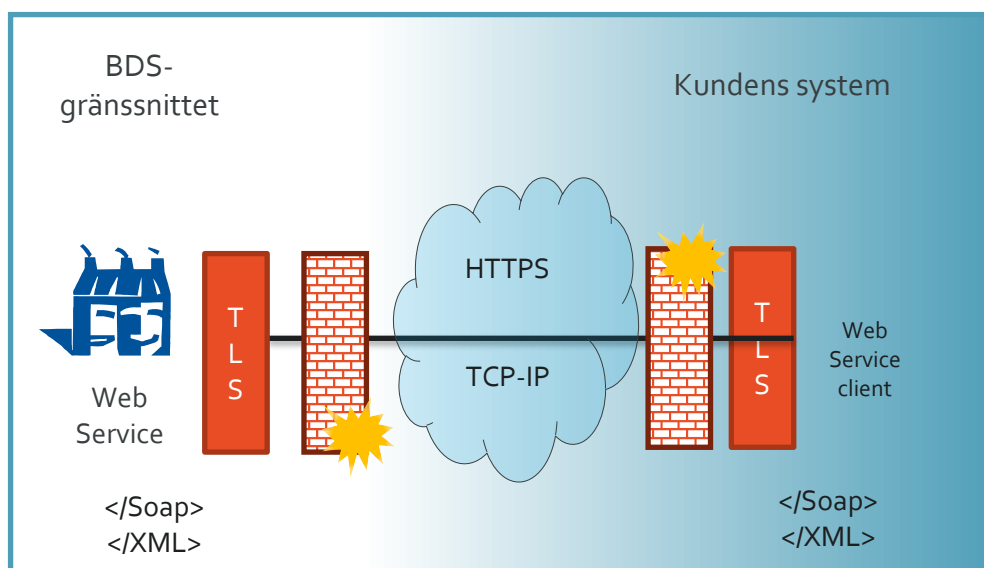 BDS-
gränssnittet
Kundens system
HTTPS
TCP-IP
T
L
S
T
L
S
Web
Service
Web
Service
client
</Soap>
</XML>
</Soap>
</XML>